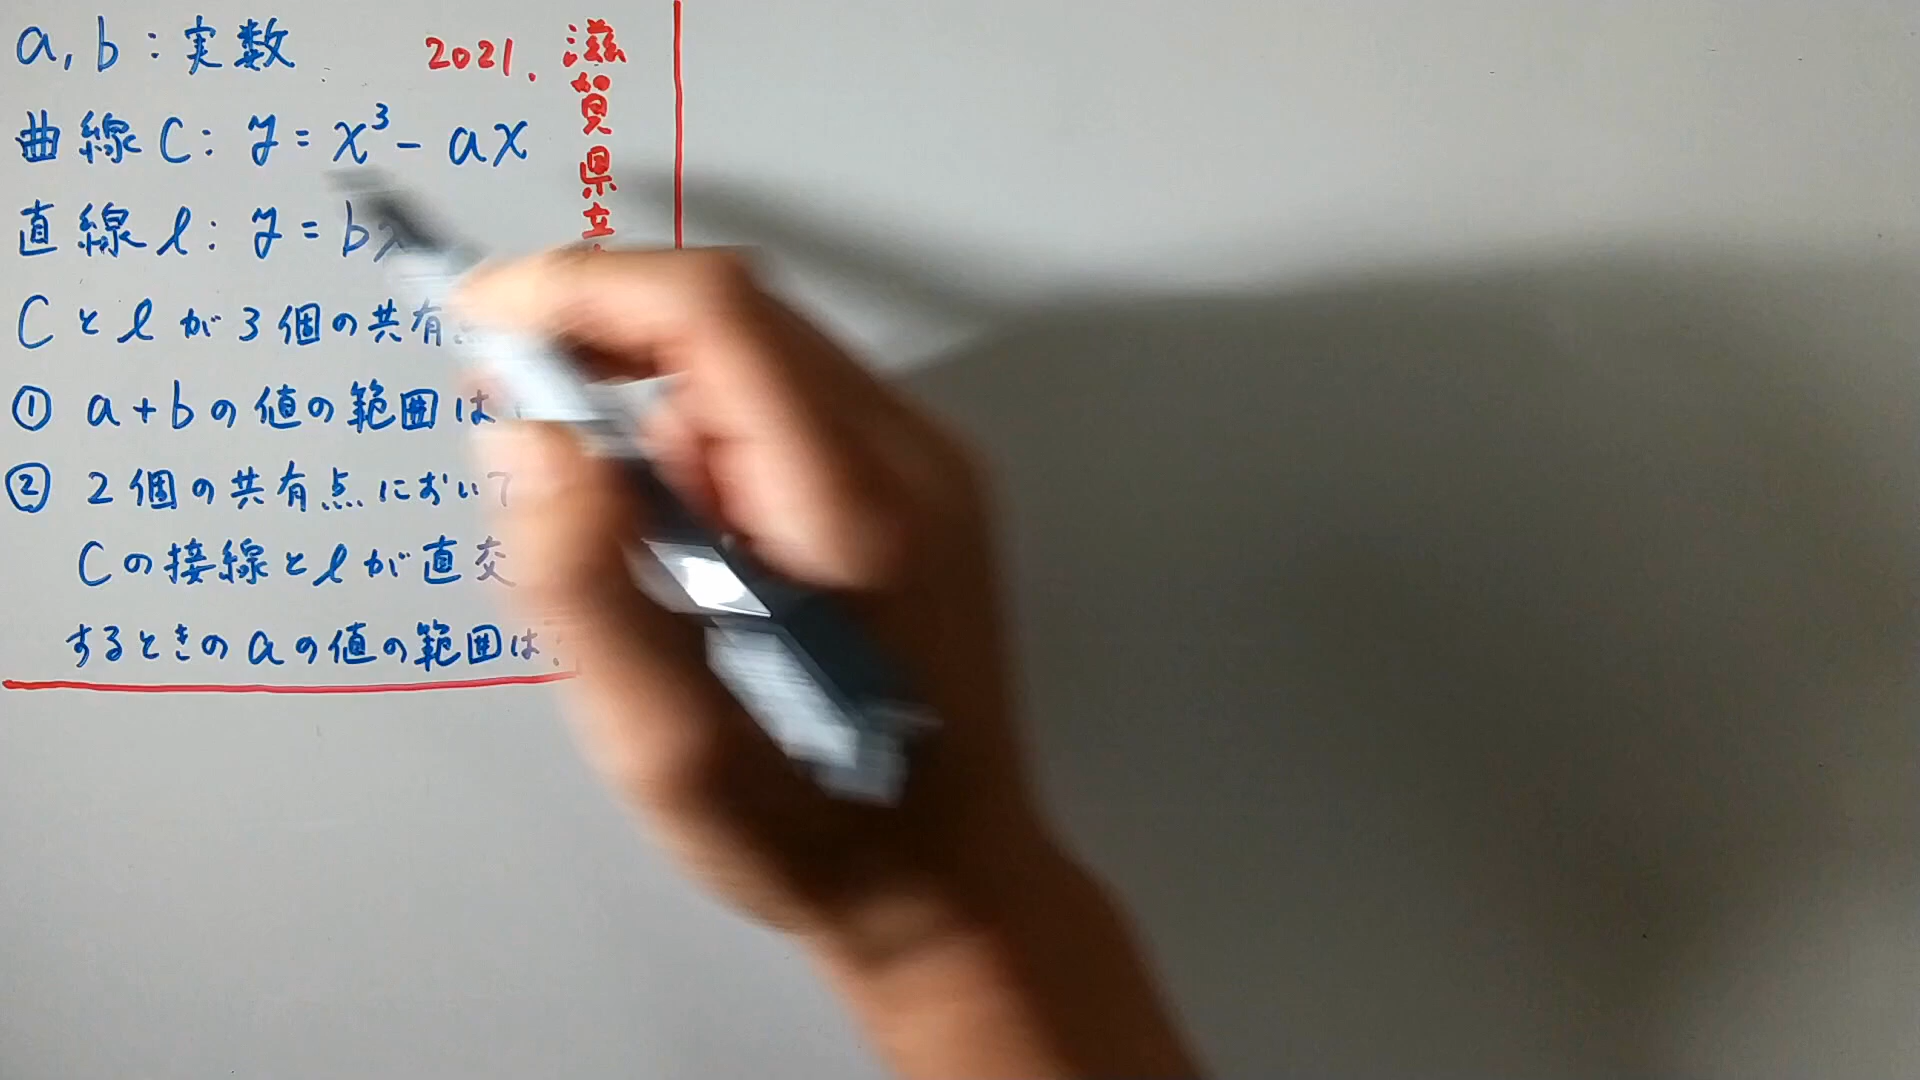 a, b : 実数
2021. 滋賀県立
曲線 C : y = x³ - ax
直線 l : y = bx
C と l が 3 個の共有
① a+b の値の範囲は
② 2個の共有点において
C の接線と l が直交
するときの a の値の範囲は?